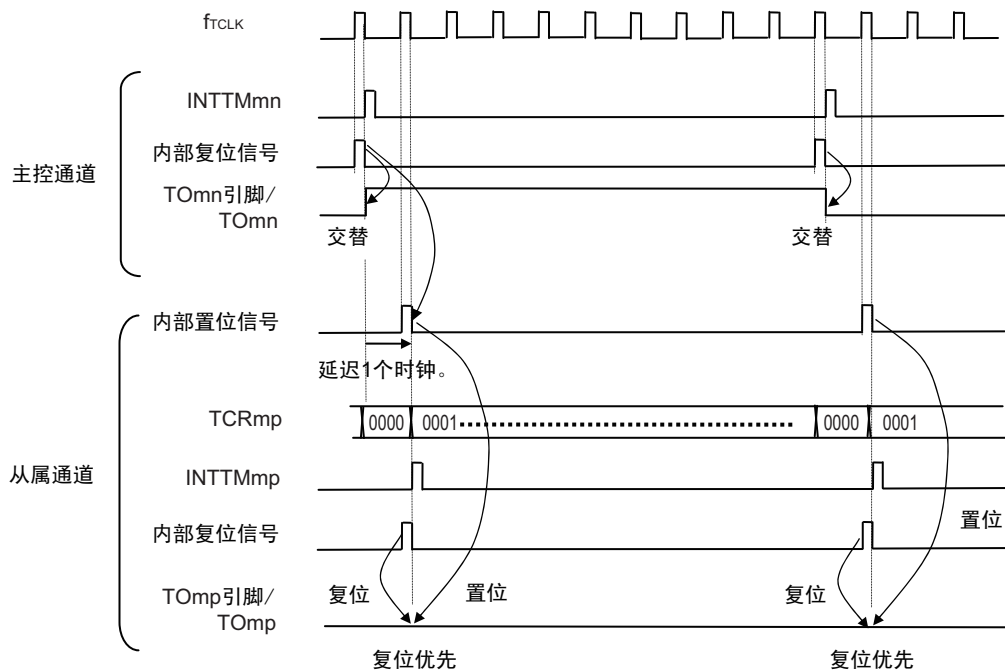 fTCLK
INTTMmn
内部复位信号
主控通道
TOmn引脚/
TOmn
交替
交替
内部置位信号
延迟1个时钟。
TCRmp
0000
0001
0000
0001
从属通道
INTTMmp
置位
内部复位信号
复位
置位
复位
TOmp引脚/
TOmp
复位优先
复位优先